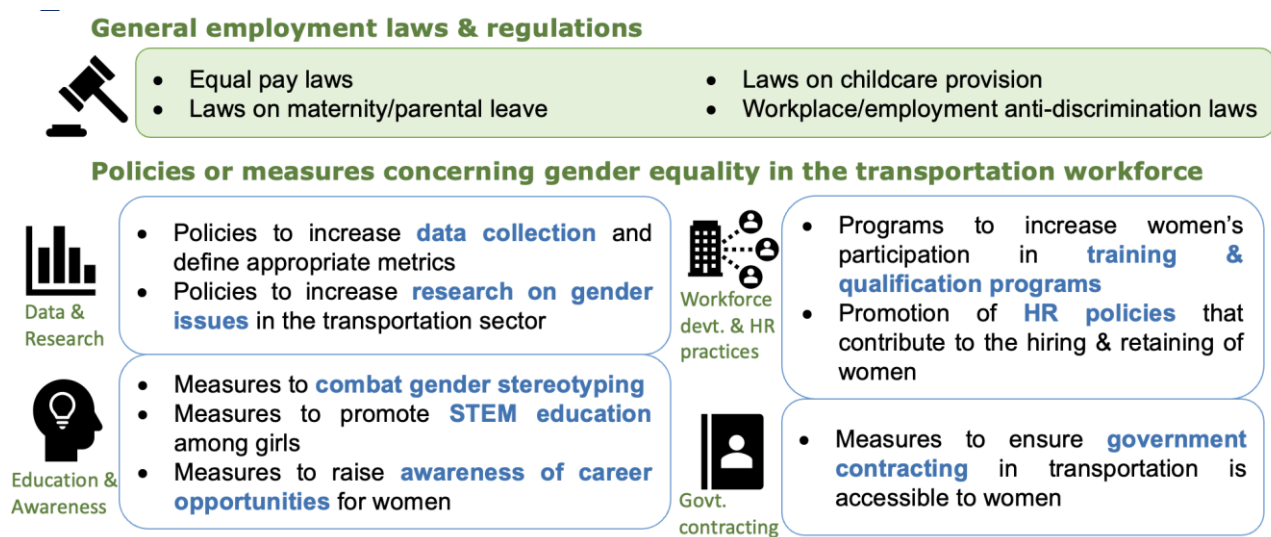 General employment laws & regulations
• Equal pay laws
• Laws on maternity/parental leave
• Laws on childcare provision
• Workplace/employment anti-discrimination laws
Policies or measures concerning gender equality in the transportation workforce
Data &
Research
• Policies to increase data collection and
define appropriate metrics
• Policies to increase research on gender
issues in the transportation sector
Workforce
devt. & HR
practices
• Programs to increase women's
participation in training &
qualification programs
• Promotion of HR policies that
contribute to the hiring & retaining of
women
Education &
Awareness
• Measures to combat gender stereotyping
• Measures to promote STEM education
among girls
• Measures to raise awareness of career
opportunities for women
Govt.
contracting
• Measures to ensure government
contracting in transportation is
accessible to women